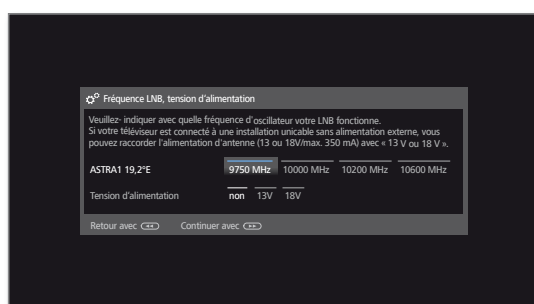 Fréquence LNB, tension d'alimentation
Veuillez- indiquer avec quelle fréquence d'oscillateur votre LNB fonctionne.
Si votre téléviseur est connecté à une installation unicable sans alimentation externe, vous
pouvez raccorder l'alimentation d'antenne (13 ou 18V/max. 350 mA) avec « 13 V ou 18 V ».
ASTRA1 19,2°E 9750 MHz 10000 MHz 10200 MHz 10600 MHz
Tension d'alimentation non 13V 18V
Retour avec Continuer avec